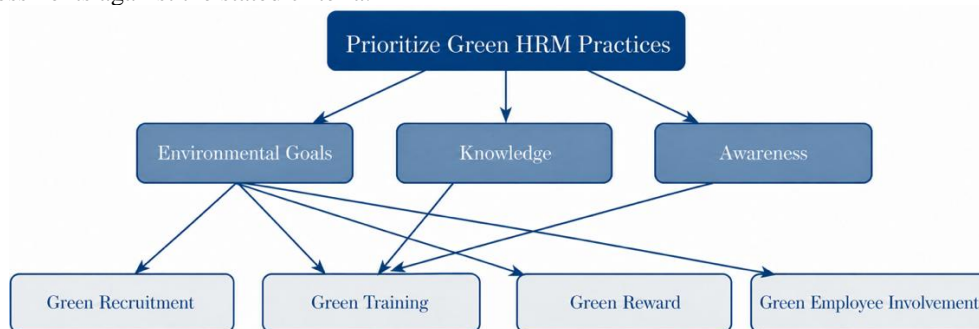 Prioritize Green HRM Practices
Environmental Goals
Knowledge
Awareness
Green Recruitment
Green Training
Green Reward
Green Employee Involvement